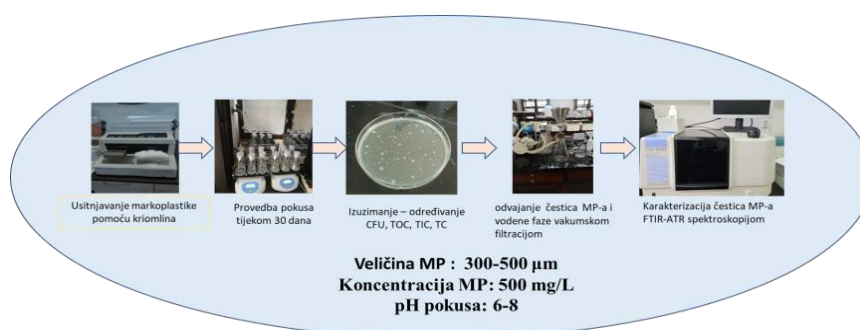 Usitnjavanje markoplastike
pomoću kriomlina
Provedba pokusa
tijekom 30 dana
Izuzimanje – određivanje
CFU, TOC, TIC, TC
odvajanje čestica MP-a i
vodene faze vakumskom
filtracijom
Karakterizacija čestica MP-a
FTIR-ATR spektroskopijom
Veličina MP : 300-500 µm
Koncentracija MP: 500 mg/L
pH pokusa: 6-8